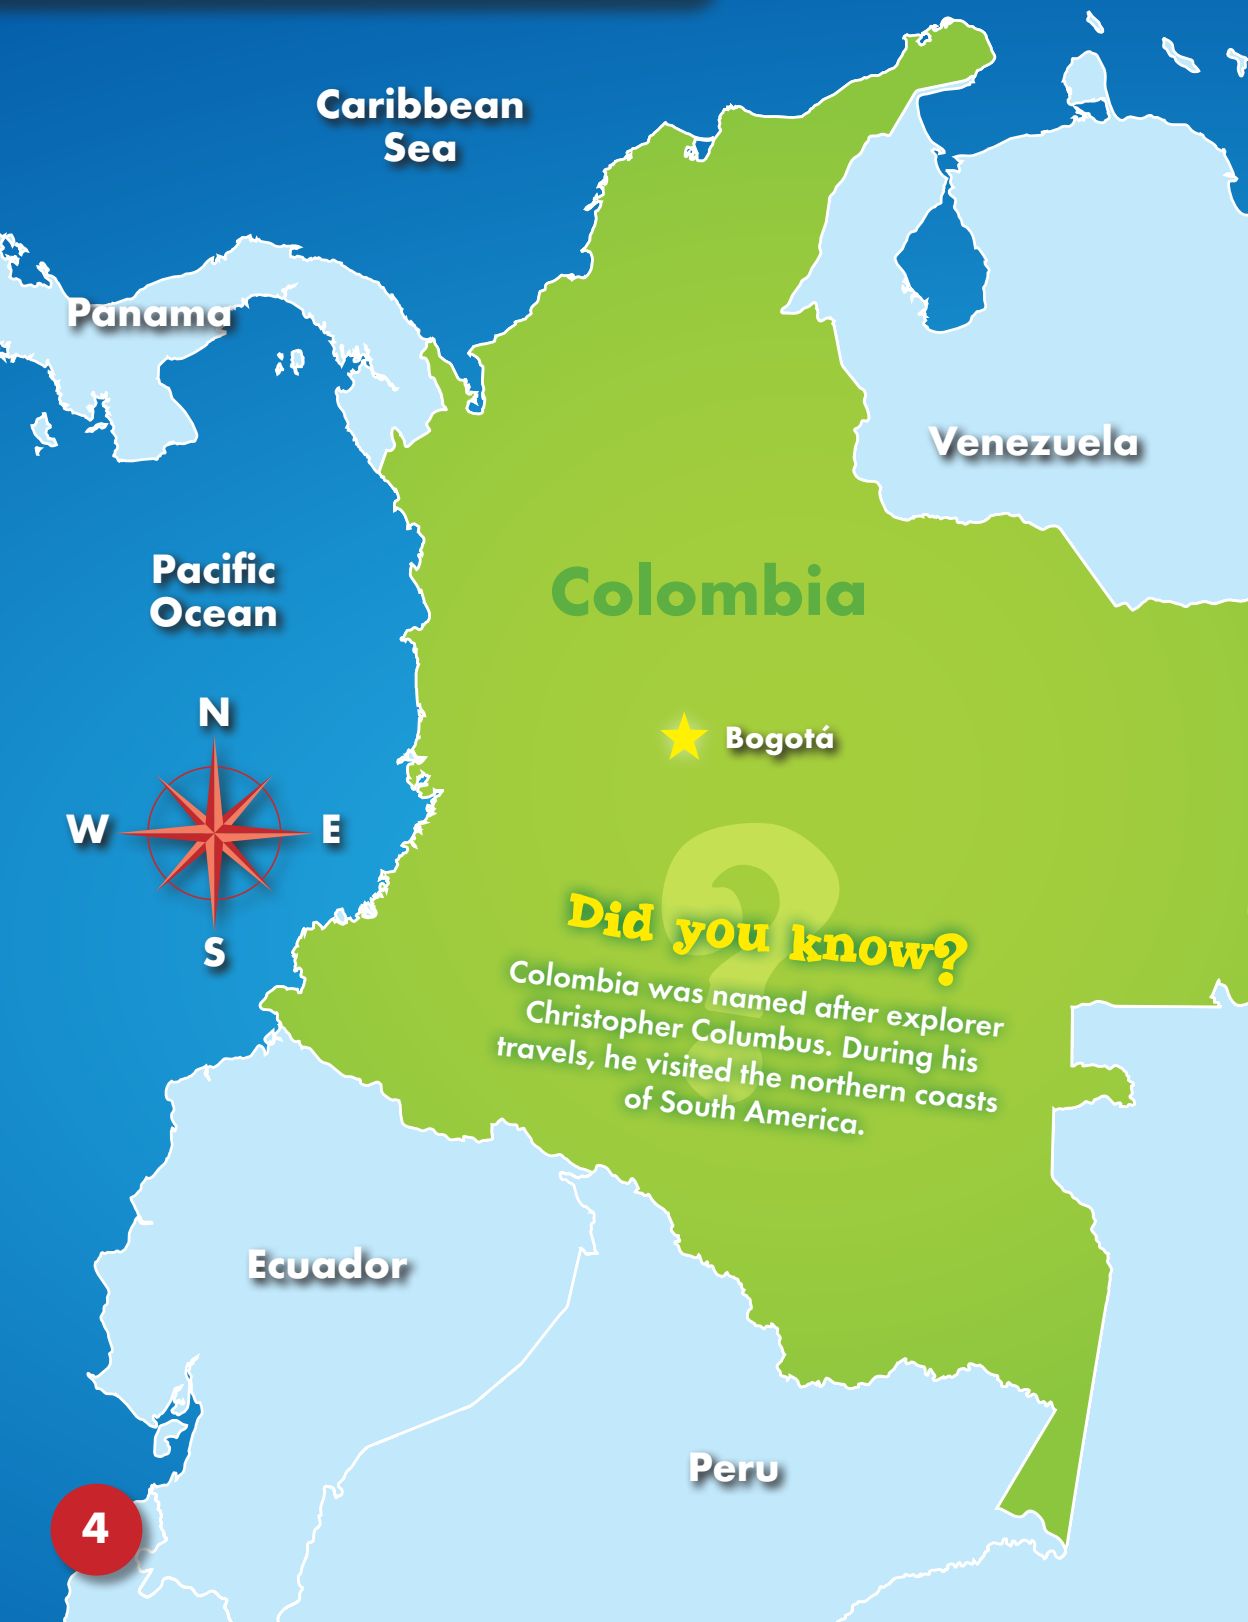 Caribbean
Sea
Panama
Venezuela
Pacific
Ocean
Colombia
N
Bogotá
W
E
S
Did you know?
Colombia was named after explorer
Christopher Columbus. During his
travels, he visited the northern coasts
of South America.
Ecuador
Peru
4